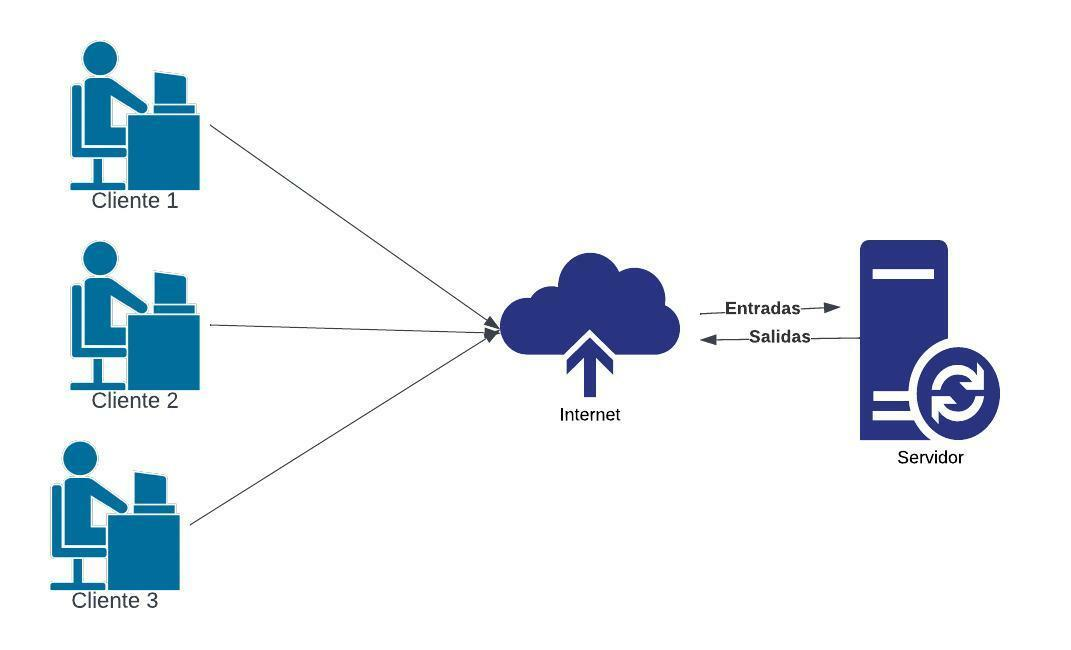 Cliente 1
Cliente 2
Cliente 3
Internet
Entradas
Salidas
Servidor